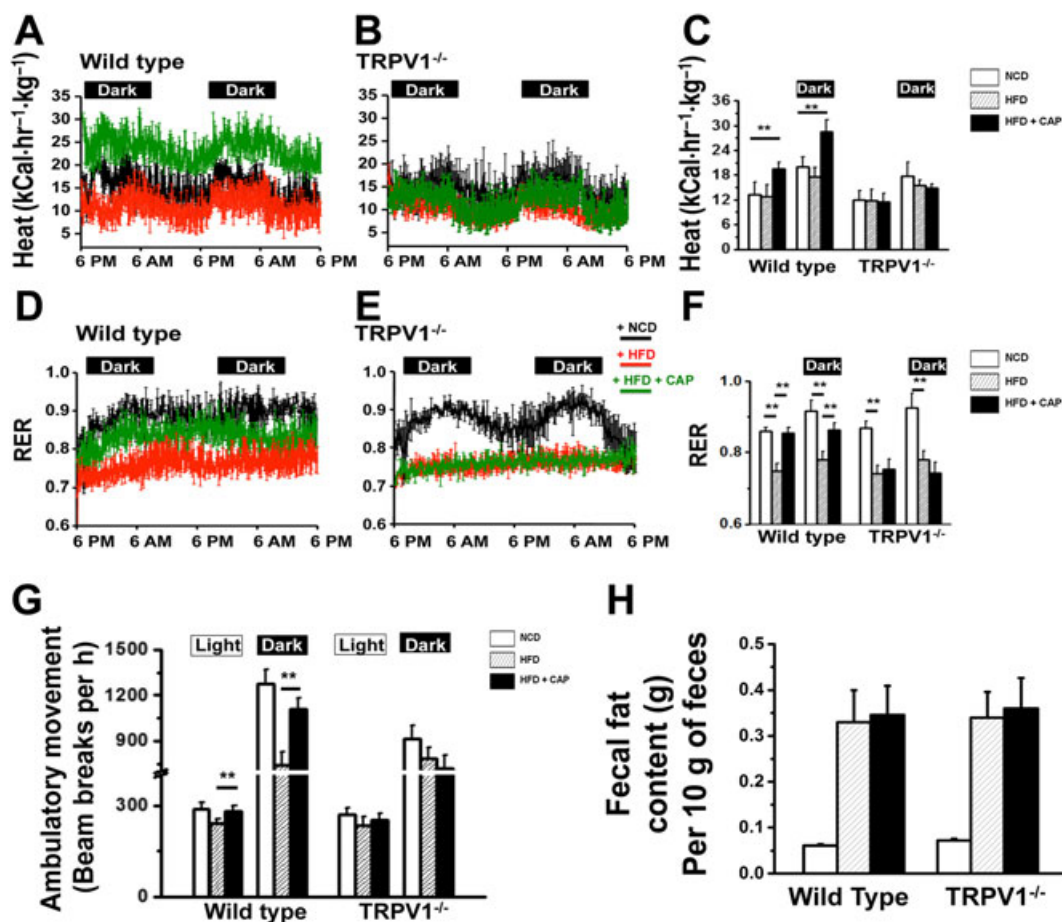 A
Wild type
Dark Dark
Heat (kCal·hr⁻¹·kg⁻¹)
35
30
25
20
15
10
5
6 PM 6 AM 6 PM 6 AM 6 PM
B
TRPV1-/-
Dark Dark
35
30
25
20
15
10
5
6 PM 6 AM 6 PM 6 AM 6 PM
C
Dark Dark
Heat (kCal·hr⁻¹·kg⁻¹)
36
30
24
18
12
** **
Wild type TRPV1-/-
NCD
HFD
HFD + CAP
D
Wild type
Dark Dark
RER
1.0
0.9
0.8
0.7
0.6
6 PM 6 AM 6 PM 6 AM 6 PM
E
TRPV1-/-
Dark Dark
1.0
0.9
0.8
0.7
0.6
6 PM 6 AM 6 PM 6 AM 6 PM
+ NCD
+ HFD
+ HFD + CAP
F
Dark Dark
RER
1.0
0.8
0.6
** ** ** ** ** **
Wild type TRPV1-/-
NCD
HFD
HFD + CAP
G
Light Dark Light Dark
Ambulatory movement
(Beam breaks per h)
1500
1200
900
300
0
** **
Wild type TRPV1-/-
NCD
HFD
HFD + CAP
H
Fecal fat
content (g)
Per 10 g of feces
0.5
0.4
0.3
0.2
0.1
0.0
Wild Type TRPV1-/-